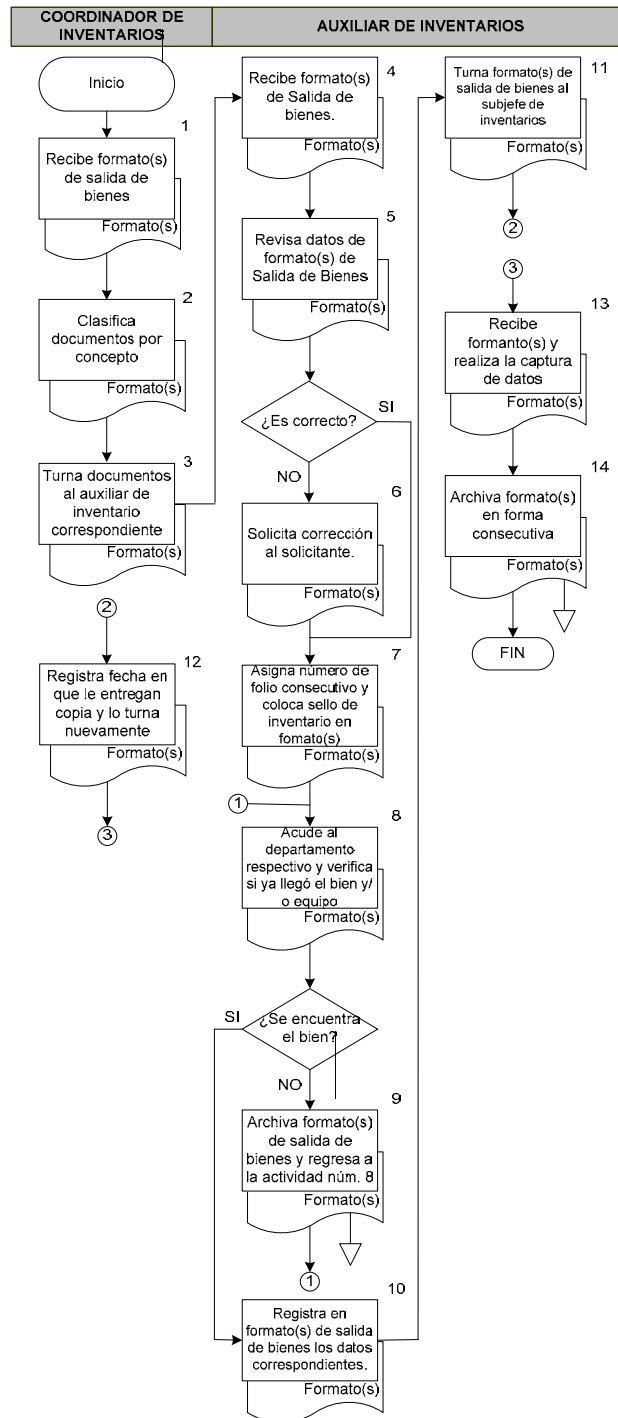 COORDINADOR DE
INVENTARIOS
AUXILIAR DE INVENTARIOS
Inicio
1
Recibe formato(s)
de salida de
bienes
Formato(s)
2
Clasifica
documentos por
concepto
Formato(s)
3
Turna documentos
al auxiliar de
inventario
correspondiente
Formato(s)
2
12
Registra fecha en
que le entregan
copia y lo turna
nuevamente
Formato(s)
3
4
Recibe formato(s)
de Salida de
bienes.
Formato(s)
5
Revisa datos de
formato(s) de
Salida de Bienes
Formato(s)
¿Es correcto?
SI
NO
6
Solicita corrección
al solicitante.
Formato(s)
7
Asigna número de
folio consecutivo y
coloca sello de
inventario en
fomato(s)
Formato(s)
1
8
Acude al
departamento
respectivo y verifica
si ya llegó el bien y/
o equipo
Formato(s)
SI
¿Se encuentra
el bien?
NO
9
Archiva formato(s)
de salida de
bienes y regresa a
la actividad núm. 8
Formato(s)
1
10
Registra en
formato(s) de salida
de bienes los datos
correspondientes.
Formato(s)
11
Turna formato(s) de
salida de bienes al
subjefe de
inventarios
Formato(s)
2
3
13
Recibe
formanto(s) y
realiza la captura
de datos
Formato(s)
14
Archiva formato(s)
en forma
consecutiva
Formato(s)
FIN